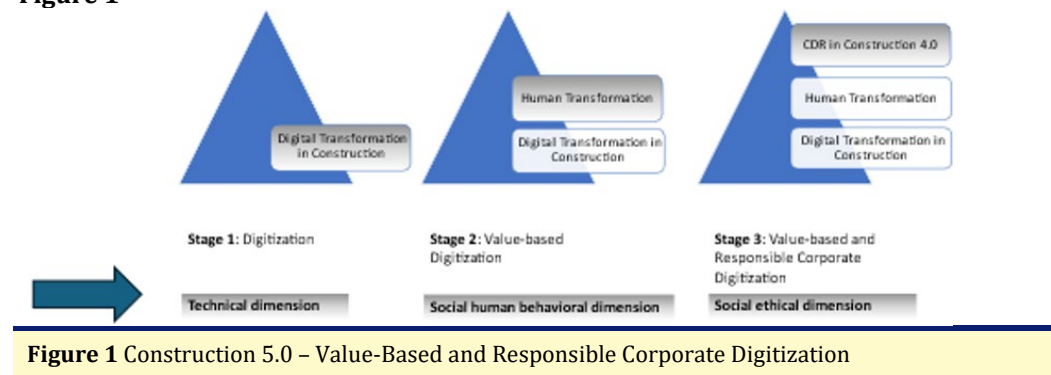 Figure 1
Digital Transformation
in Construction
Stage 1: Digitization
Technical dimension
Human Transformation
Digital Transformation in
Construction
Stage 2: Value-based
Digitization
Social human behavioral dimension
CDR in Construction 4.0
Human Transformation
Digital Transformation in
Construction
Stage 3: Value-based and
Responsible Corporate
Digitization
Social ethical dimension
Figure 1 Construction 5.0 – Value-Based and Responsible Corporate Digitization